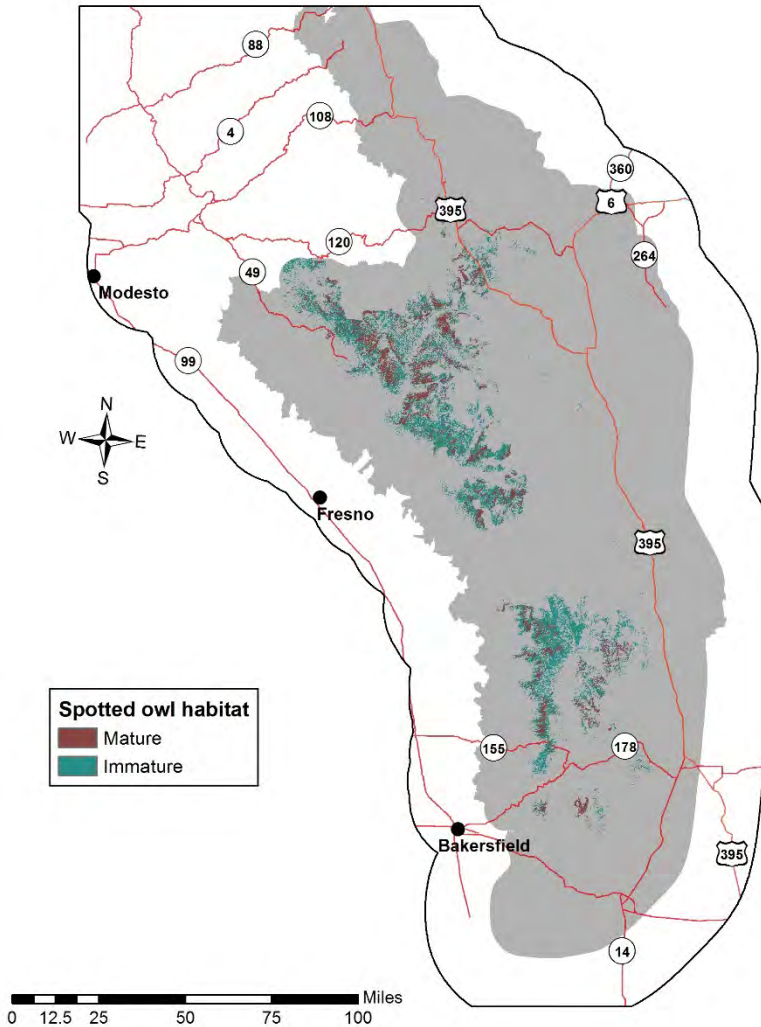 88
4
108
360
6
395
120
264
49
Modesto
99
N
W
E
S
Fresno
395
Spotted owl habitat
Mature
Immature
155
178
Bakersfield
395
14
Miles
0 12.5 25 50 75 100